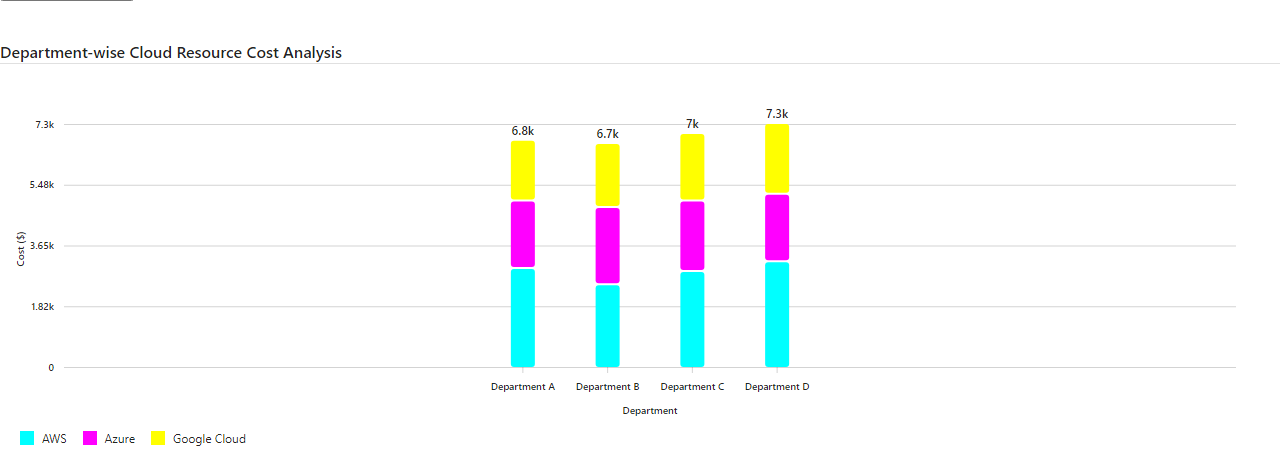 Department-wise Cloud Resource Cost Analysis
7.3k
5.48k
3.65k
1.82k
0
Cost ($)
6.8k
6.7k
7k
7.3k
Department A Department B Department C Department D
Department
AWS Azure Google Cloud